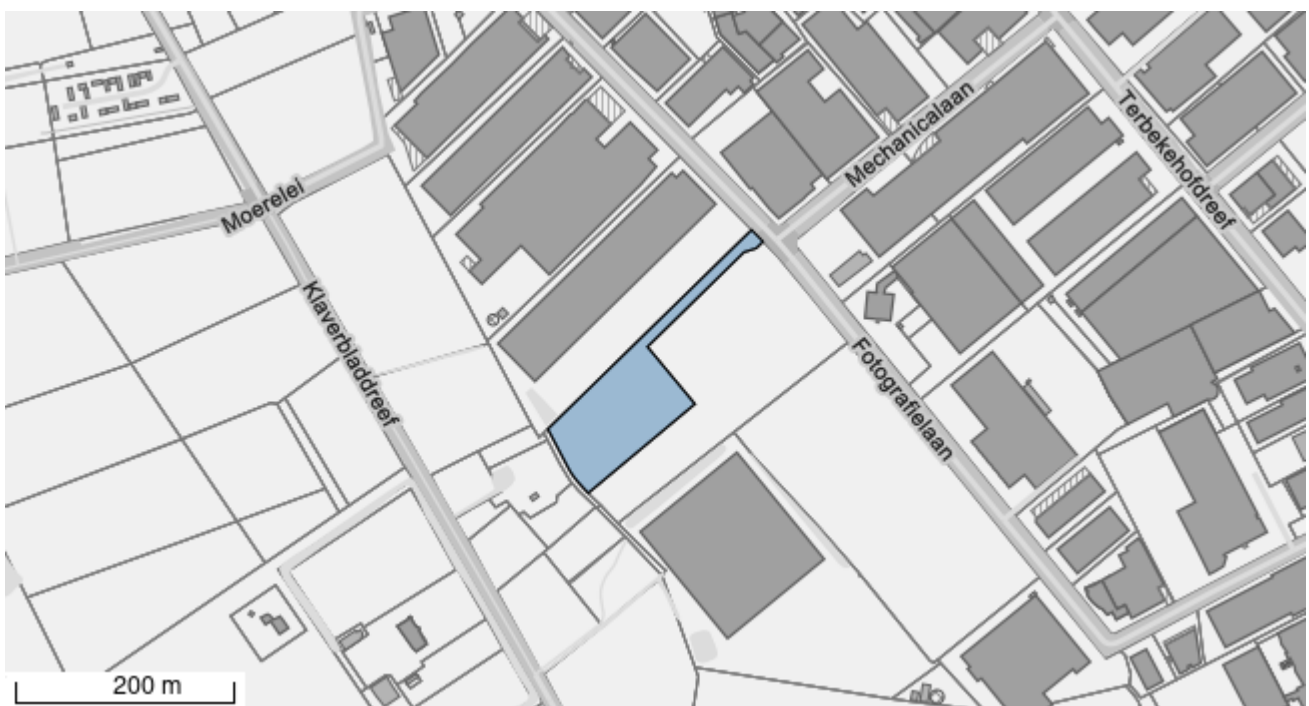 Mechanicalaan
Terbekehofdreef
Moerelei
Klaverbladdreef
Fotografielaan
200 m